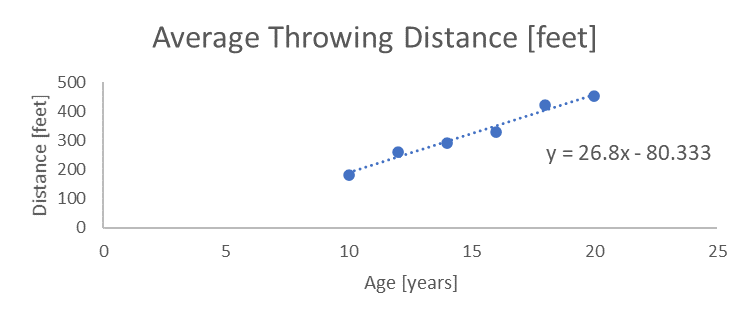 Average Throwing Distance [feet]
Distance [feet]
500
400
300
200
100
0
y = 26.8x - 80.333
0 5 10 15 20 25
Age [years]